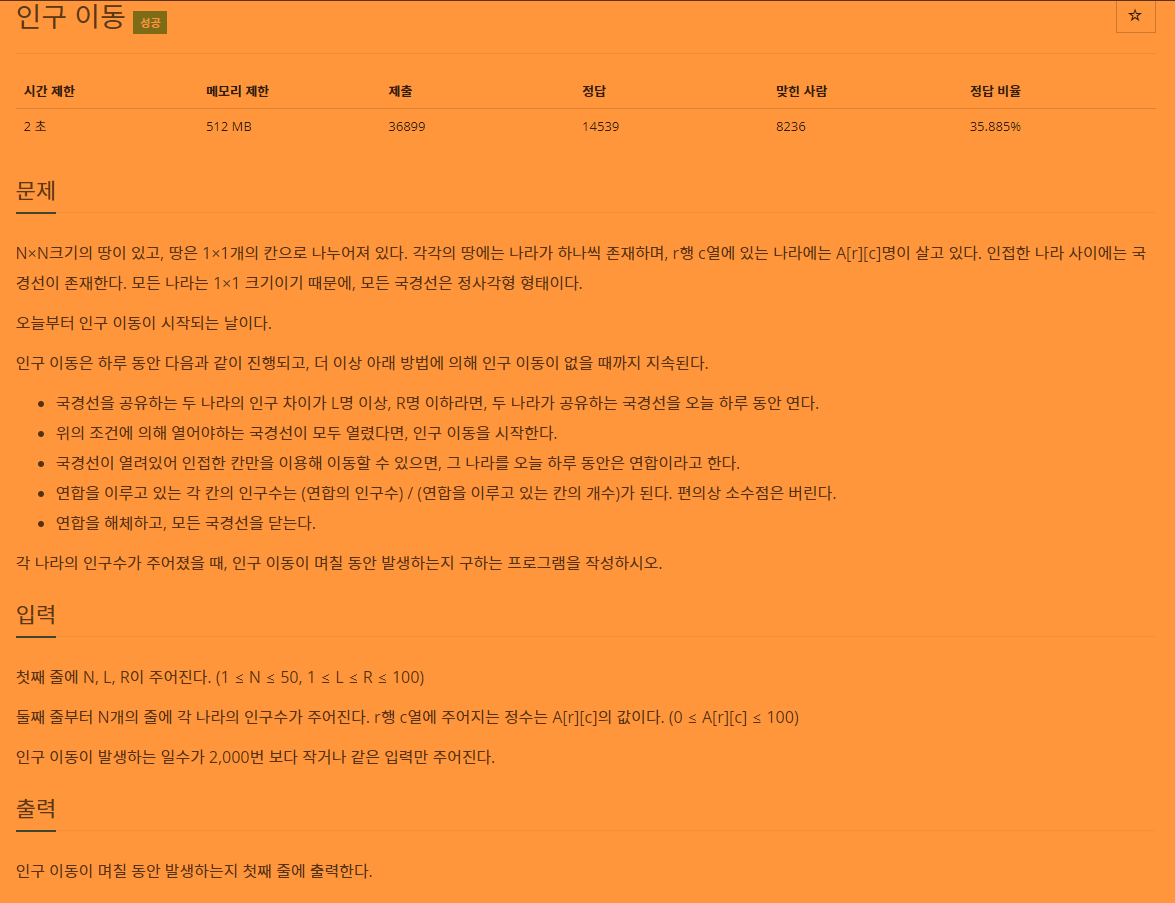 인구 이동 성공
☆
시간 제한 메모리 제한 제출 정답 맞힌 사람 정답 비율
2 초 512 MB 36899 14539 8236 35.885%
문제
N×N크기의 땅이 있고, 땅은 1×1개의 칸으로 나누어져 있다. 각각의 땅에는 나라가 하나씩 존재하며, r행 c열에 있는 나라에는 A[r][c]명이 살고 있다. 인접한 나라 사이에는 국
경선이 존재한다. 모든 나라는 1×1 크기이기 때문에, 모든 국경선은 정사각형 형태이다.
오늘부터 인구 이동이 시작되는 날이다.
인구 이동은 하루 동안 다음과 같이 진행되고, 더 이상 아래 방법에 의해 인구 이동이 없을 때까지 지속된다.
• 국경선을 공유하는 두 나라의 인구 차이가 L명 이상, R명 이하라면, 두 나라가 공유하는 국경선을 오늘 하루 동안 연다.
• 위의 조건에 의해 열어야하는 국경선이 모두 열렸다면, 인구 이동을 시작한다.
• 국경선이 열려있어 인접한 칸만을 이용해 이동할 수 있으면, 그 나라를 오늘 하루 동안은 연합이라고 한다.
• 연합을 이루고 있는 각 칸의 인구수는 (연합의 인구수) / (연합을 이루고 있는 칸의 개수)가 된다. 편의상 소수점은 버린다.
• 연합을 해체하고, 모든 국경선을 닫는다.
각 나라의 인구수가 주어졌을 때, 인구 이동이 며칠 동안 발생하는지 구하는 프로그램을 작성하시오.
입력
첫째 줄에 N, L, R이 주어진다. (1 ≤ N ≤ 50, 1 ≤ L ≤ R ≤ 100)
둘째 줄부터 N개의 줄에 각 나라의 인구수가 주어진다. r행 c열에 주어지는 정수는 A[r][c]의 값이다. (0 ≤ A[r][c] ≤ 100)
인구 이동이 발생하는 일수가 2,000번 보다 작거나 같은 입력만 주어진다.
출력
인구 이동이 며칠 동안 발생하는지 첫째 줄에 출력한다.